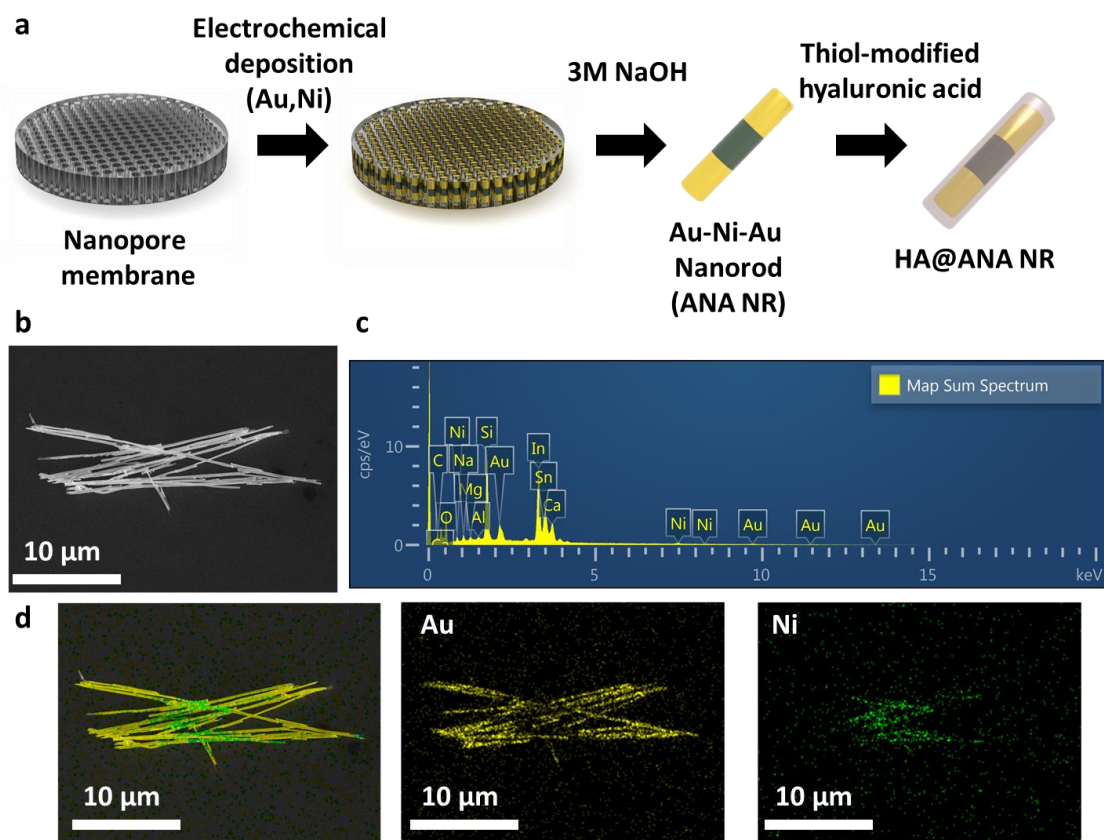 a
Electrochemical
deposition
(Au,Ni)
3M NaOH
Thiol-modified
hyaluronic acid
Nanopore
membrane
Au-Ni-Au
Nanorod
(ANA NR)
HA@ANA NR
b
10 µm
c
Map Sum Spectrum
cps/eV
10
0
C
Ni
Na
Mg
O
Si
Al
Au
In
Sn
Ca
Ni
Ni
Au
Au
Au
0
5
10
15
keV
d
10 µm
Au
10 µm
Ni
10 µm